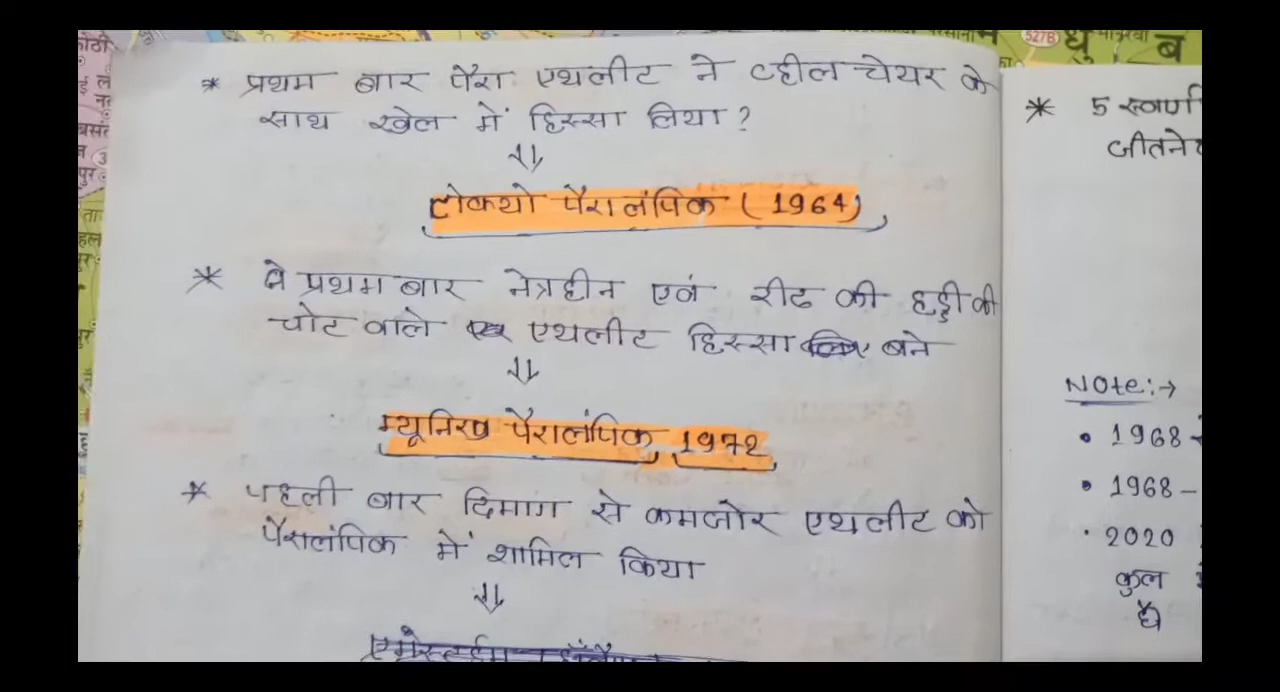 * प्रथम बार पैरा एथलीट ने व्हील चेयर के
साथ खेल में हिस्सा लिया ?
टोक्यो पैरालंपिक ( 1964 )
* वे प्रथम बार नेत्रहीन एवं रीढ की हड्डी की
चोट वाले एथलीट हिस्सा बने
म्यूनिख पैरालंपिक 1972
* पहली बार दिमाग से कमजोर एथलीट को
पैरालंपिक में शामिल किया
* 5 स्वर्ण
जीतने
Note:→
• 1968 -
• 1968 -
• 2020
कुल
है
527B
धु
ब